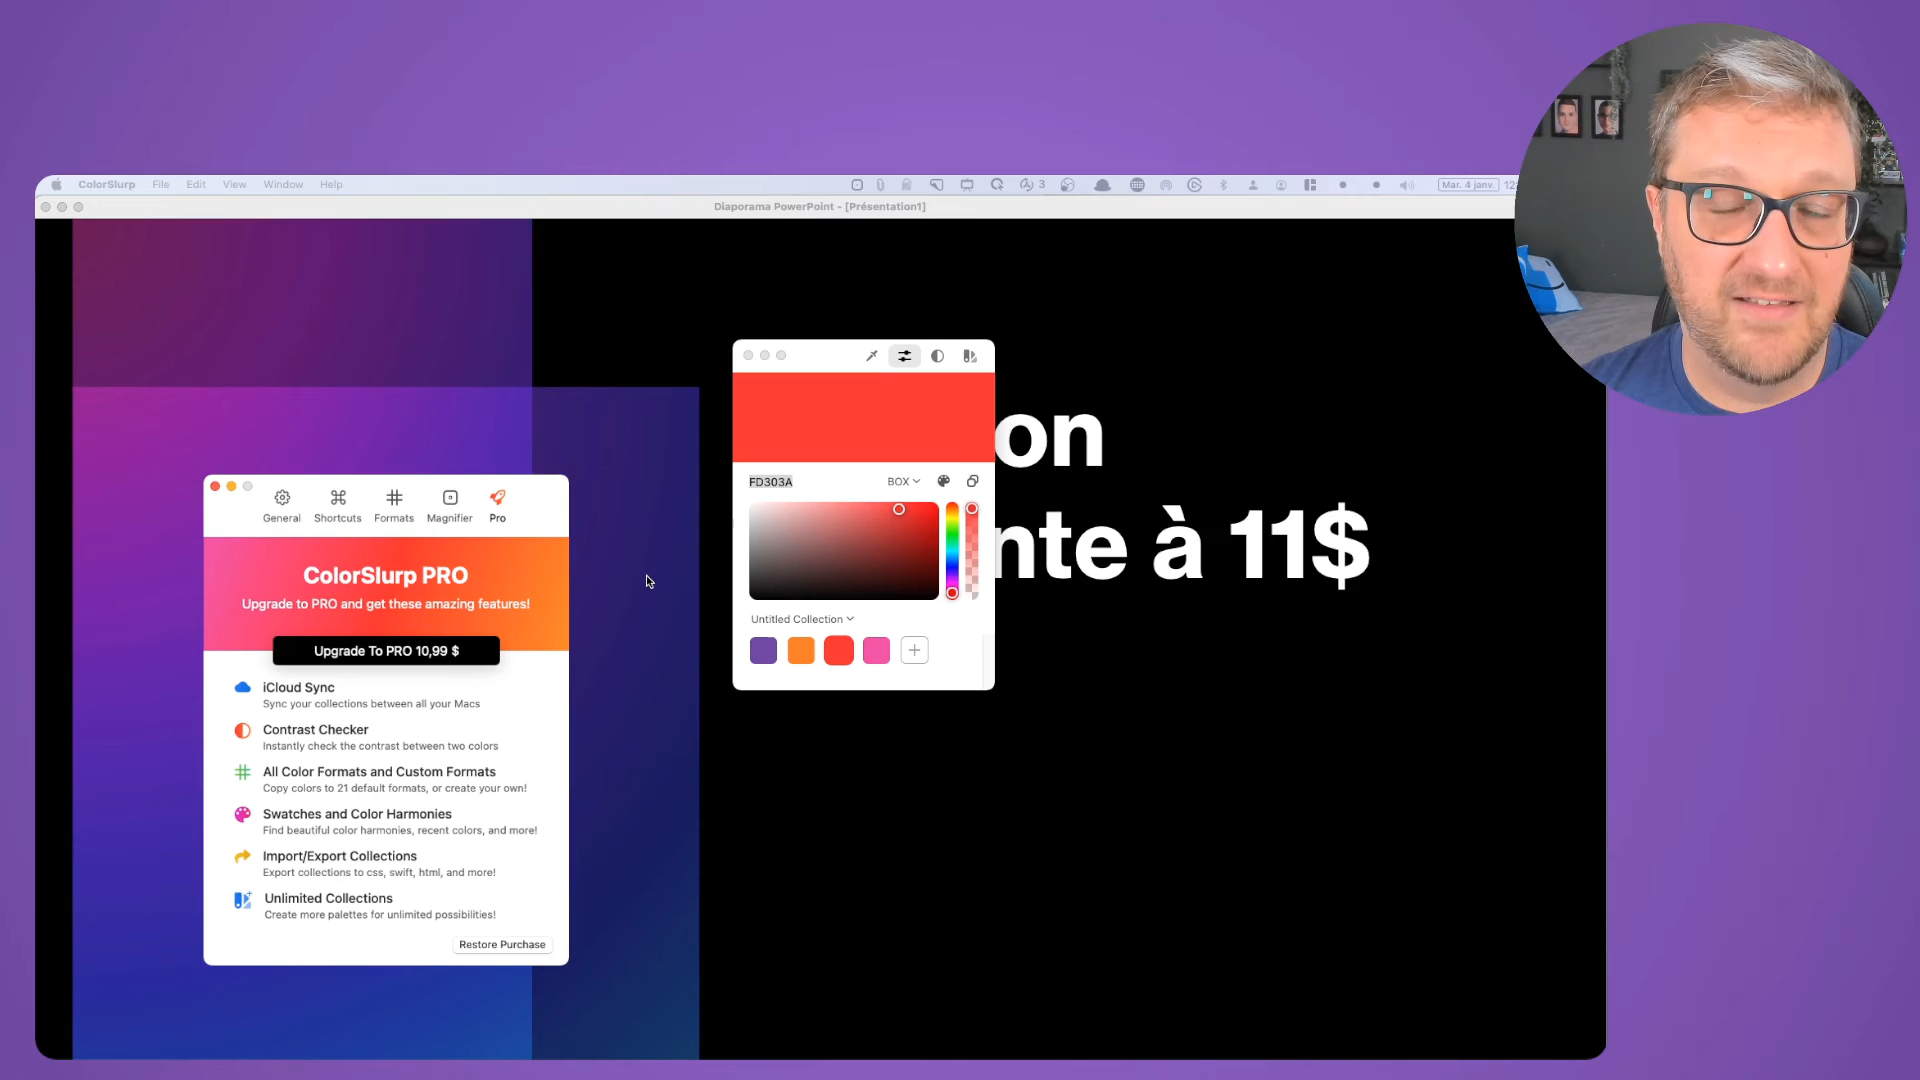 ColorSlurp File Edit View Window Help
3
Mar. 4 janv. 12
Diaporama PowerPoint - [Présentation1]
on
nte à 11$
FD303A BOX
Untitled Collection
General Shortcuts Formats Magnifier Pro
ColorSlurp PRO
Upgrade to PRO and get these amazing features!
Upgrade To PRO 10,99 $
iCloud Sync
Sync your collections between all your Macs
Contrast Checker
Instantly check the contrast between two colors
All Color Formats and Custom Formats
Copy colors to 21 default formats, or create your own!
Swatches and Color Harmonies
Find beautiful color harmonies, recent colors, and more!
Import/Export Collections
Export collections to css, swift, html, and more!
Unlimited Collections
Create more palettes for unlimited possibilities!
Restore Purchase